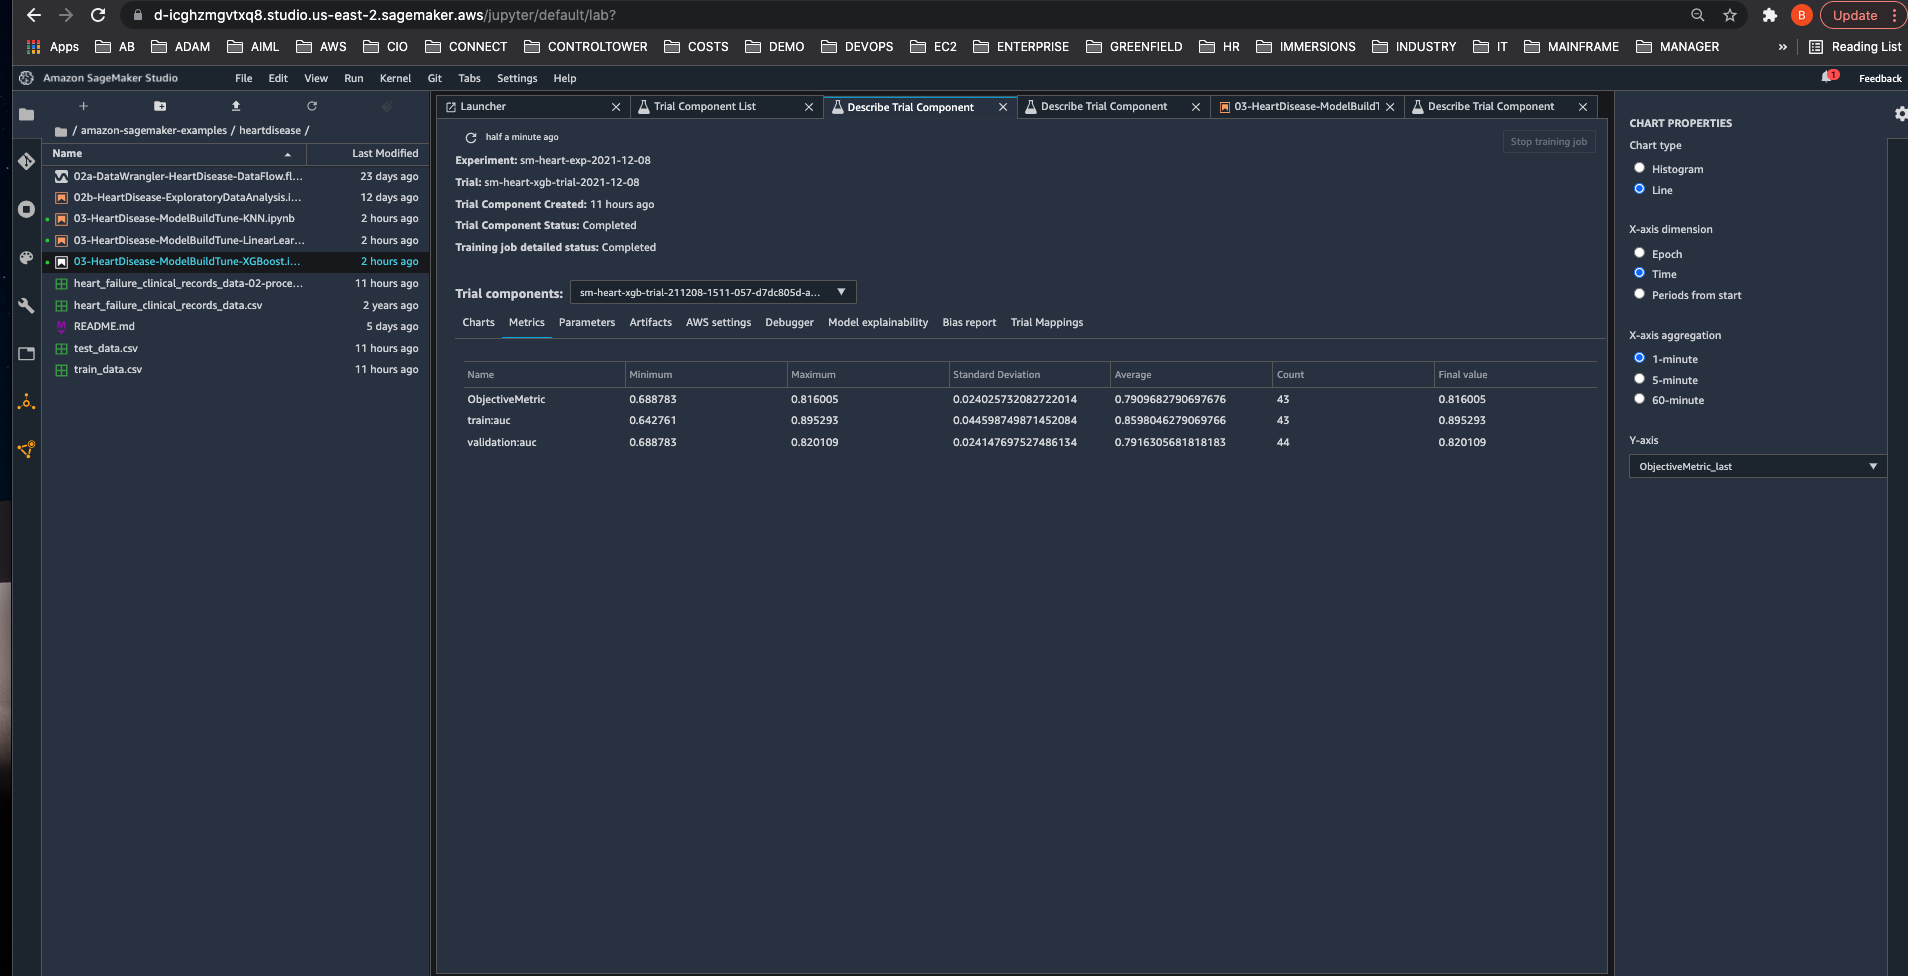 d-icghzmgvtxq8.studio.us-east-2.sagemaker.aws/jupyter/default/lab?
B
Update
Apps AB ADAM AIML AWS CIO CONNECT CONTROLTOWER COSTS DEMO DEVOPS EC2 ENTERPRISE GREENFIELD HR IMMERSIONS INDUSTRY IT MAINFRAME MANAGER » Reading List
Amazon SageMaker Studio File Edit View Run Kernel Git Tabs Settings Help 1 Feedback
/ amazon-sagemaker-examples / heartdisease /
Name Last Modified
02a-DataWrangler-HeartDisease-DataFlow.fl... 23 days ago
02b-HeartDisease-ExploratoryDataAnalysis.i... 12 days ago
03-HeartDisease-ModelBuildTune-KNN.ipynb 2 hours ago
03-HeartDisease-ModelBuildTune-LinearLear... 2 hours ago
03-HeartDisease-ModelBuildTune-XGBoost.i... 2 hours ago
heart_failure_clinical_records_data-02-proce... 11 hours ago
heart_failure_clinical_records_data.csv 2 years ago
README.md 5 days ago
test_data.csv 11 hours ago
train_data.csv 11 hours ago
Launcher Trial Component List Describe Trial Component Describe Trial Component 03-HeartDisease-ModelBuildT Describe Trial Component
half a minute ago
Stop training job
Experiment: sm-heart-exp-2021-12-08
Trial: sm-heart-xgb-trial-2021-12-08
Trial Component Created: 11 hours ago
Trial Component Status: Completed
Training job detailed status: Completed
Trial components: sm-heart-xgb-trial-211208-1511-057-d7dc805d-a...
Charts Metrics Parameters Artifacts AWS settings Debugger Model explainability Bias report Trial Mappings
Name Minimum Maximum Standard Deviation Average Count Final value
ObjectiveMetric 0.688783 0.816005 0.024025732082722014 0.7909682790697676 43 0.816005
train:auc 0.642761 0.895293 0.044598749871452084 0.8598046279069766 43 0.895293
validation:auc 0.688783 0.820109 0.024147697527486134 0.7916305681818183 44 0.820109
CHART PROPERTIES
Chart type
Histogram
Line
X-axis dimension
Epoch
Time
Periods from start
X-axis aggregation
1-minute
5-minute
60-minute
Y-axis
ObjectiveMetric_last